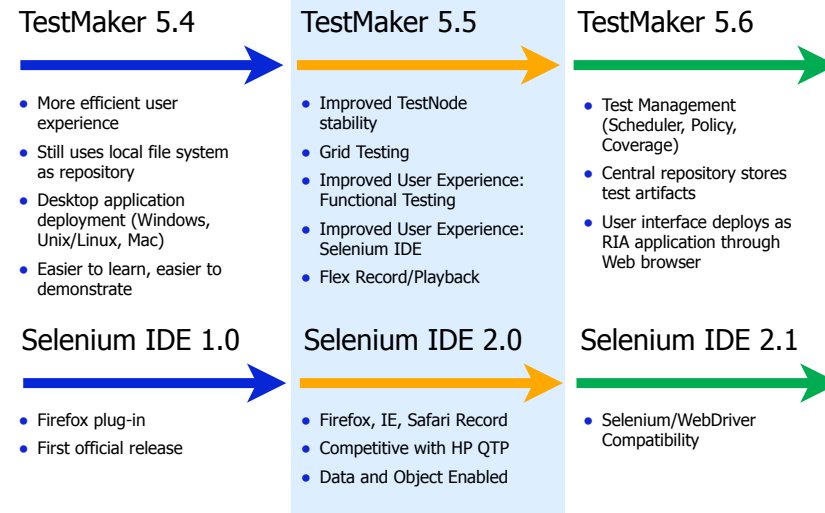 TestMaker 5.4
More efficient user
experience
Still uses local file system
as repository
Desktop application
deployment (Windows,
Unix/Linux, Mac)
Easier to learn, easier to
demonstrate
TestMaker 5.5
Improved TestNode
stability
Grid Testing
Improved User Experience:
Functional Testing
Improved User Experience:
Selenium IDE
Flex Record/Playback
TestMaker 5.6
Test Management
(Scheduler, Policy,
Coverage)
Central repository stores
test artifacts
User interface deploys as
RIA application through
Web browser
Selenium IDE 1.0
Firefox plug-in
First official release
Selenium IDE 2.0
Firefox, IE, Safari Record
Competitive with HP QTP
Data and Object Enabled
Selenium IDE 2.1
Selenium/WebDriver
Compatibility